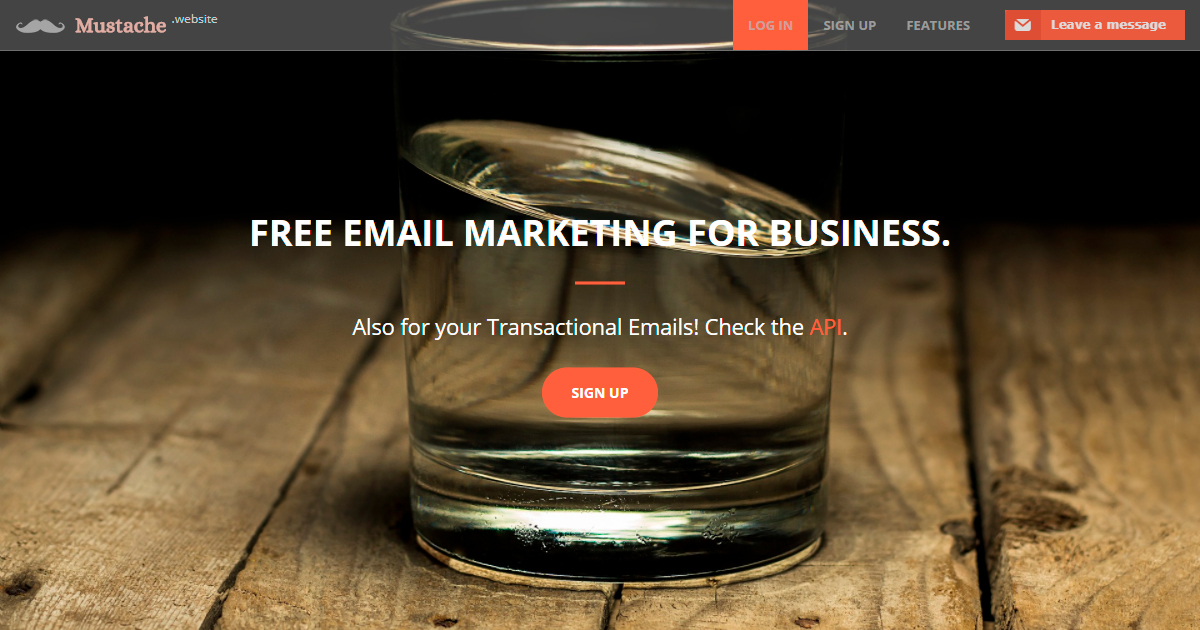 Mustache .website
LOG IN
SIGN UP
FEATURES
Leave a message
FREE EMAIL MARKETING FOR BUSINESS.
Also for your Transactional Emails! Check the API.
SIGN UP